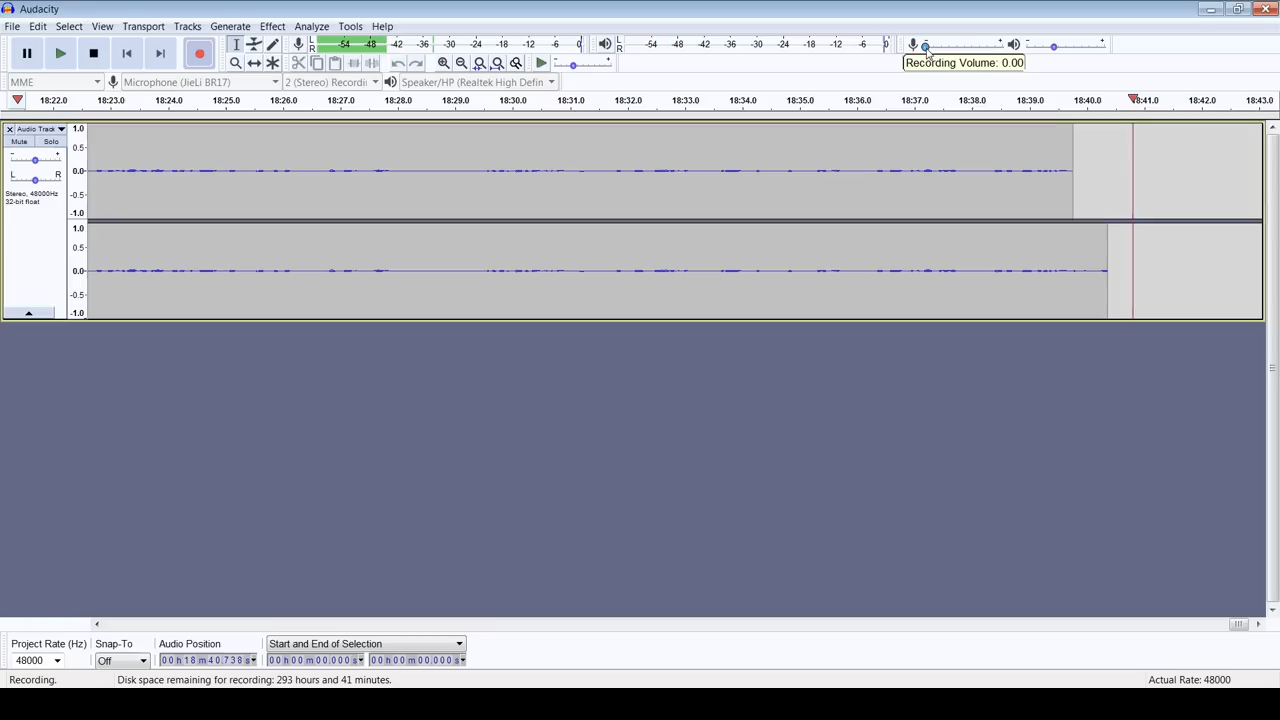 Audacity
File Edit Select View Transport Tracks Generate Effect Analyze Tools Help
L R -54 -48 -42 -36 -30 -24 -18 -12 -6 0 L R -54 -48 -42 -36 -30 -24 -18 -12 -6 0
Recording Volume: 0.00
MME Microphone (JieLi BR17) 2 (Stereo) Recordi Speaker/HP (Realtek High Defin
18:22.0 18:23.0 18:24.0 18:25.0 18:26.0 18:27.0 18:28.0 18:29.0 18:30.0 18:31.0 18:32.0 18:33.0 18:34.0 18:35.0 18:36.0 18:37.0 18:38.0 18:39.0 18:40.0 18:41.0 18:42.0 18:43.0
Audio Track
Mute Solo
L R
Stereo, 48000Hz
32-bit float
1.0
0.5
0.0
-0.5
-1.0
1.0
0.5
0.0
-0.5
-1.0
Project Rate (Hz) Snap-To Audio Position Start and End of Selection
48000 Off 00h18m40.738s 00h00m00.000s 00h00m00.000s
Recording. Disk space remaining for recording: 293 hours and 41 minutes. Actual Rate: 48000